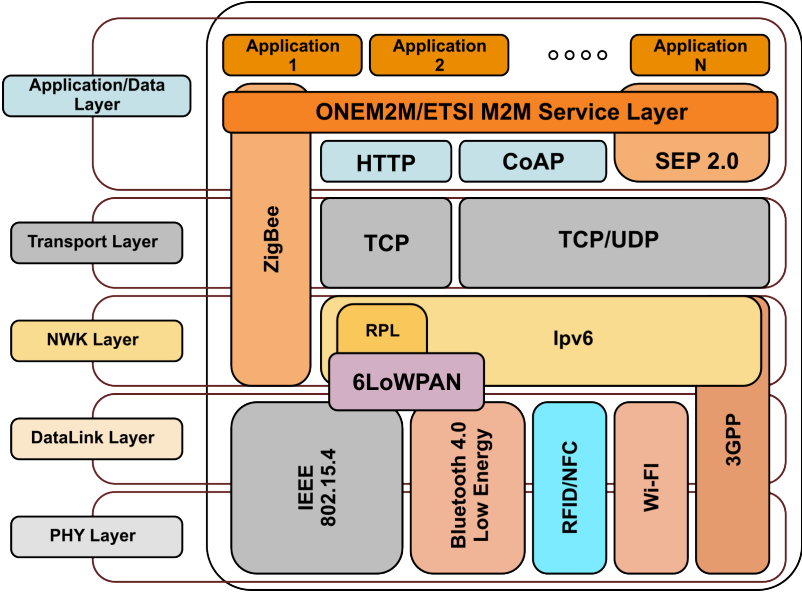 Application
1
Application
2
Application
N
Application/Data
Layer
ONEM2M/ETSI M2M Service Layer
HTTP
CoAP
SEP 2.0
ZigBee
Transport Layer
TCP
TCP/UDP
NWK Layer
RPL
Ipv6
6LoWPAN
DataLink Layer
IEEE
802.15.4
Bluetooth 4.0
Low Energy
RFID/NFC
Wi-FI
3GPP
PHY Layer